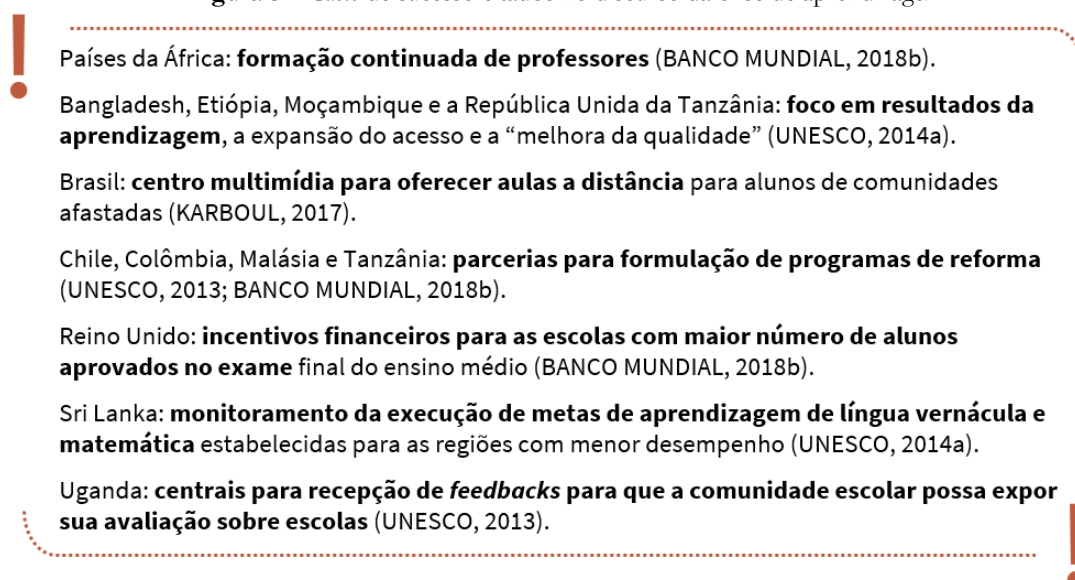 Países da África: formação continuada de professores (BANCO MUNDIAL, 2018b).
Bangladesh, Etiópia, Moçambique e a República Unida da Tanzânia: foco em resultados da
aprendizagem, a expansão do acesso e a “melhora da qualidade” (UNESCO, 2014a).
Brasil: centro multimídia para oferecer aulas a distância para alunos de comunidades
afastadas (KARBOUL, 2017).
Chile, Colômbia, Malásia e Tanzânia: parcerias para formulação de programas de reforma
(UNESCO, 2013; BANCO MUNDIAL, 2018b).
Reino Unido: incentivos financeiros para as escolas com maior número de alunos
aprovados no exame final do ensino médio (BANCO MUNDIAL, 2018b).
Sri Lanka: monitoramento da execução de metas de aprendizagem de língua vernácula e
matemática estabelecidas para as regiões com menor desempenho (UNESCO, 2014a).
Uganda: centrais para recepção de feedbacks para que a comunidade escolar possa expor
sua avaliação sobre escolas (UNESCO, 2013).